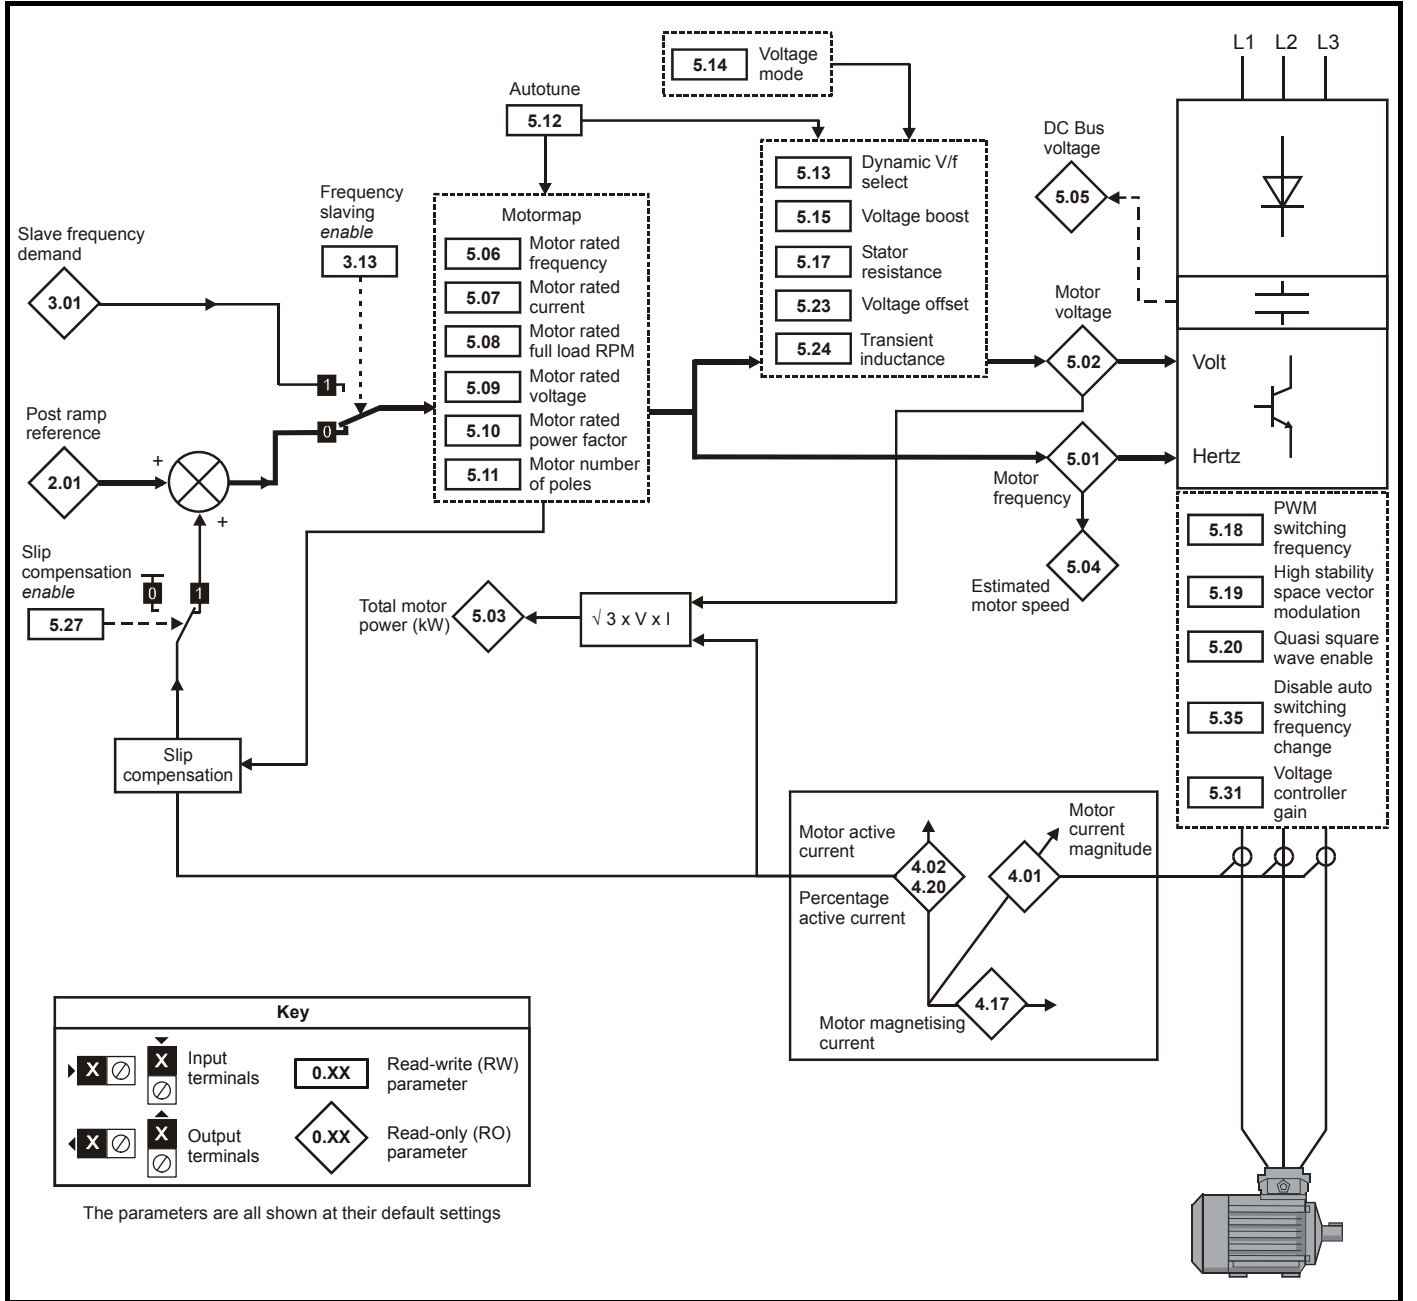 L1 L2 L3
5.14
Voltage
mode
Autotune
5.12
DC Bus
voltage
5.05
5.13
Dynamic V/f
select
5.15
Voltage boost
5.17
Stator
resistance
5.23
Voltage offset
5.24
Transient
inductance
Frequency
slaving
enable
3.13
Slave frequency
demand
3.01
1
0
Post ramp
reference
2.01
+
+
Motormap
5.06
Motor rated
frequency
5.07
Motor rated
current
5.08
Motor rated
full load RPM
5.09
Motor rated
voltage
5.10
Motor rated
power factor
5.11
Motor number
of poles
Motor
voltage
5.02
Volt
Hertz
5.01
Motor
frequency
5.04
Estimated
motor speed
Slip
compensation
enable
0
1
5.27
Total motor
power (kW)
5.03
√ 3 x V x I
Slip
compensation
5.18
PWM
switching
frequency
5.19
High stability
space vector
modulation
5.20
Quasi square
wave enable
5.35
Disable auto
switching
frequency
change
5.31
Voltage
controller
gain
Motor active
current
4.02
4.20
Percentage
active current
4.01
Motor
current
magnitude
4.17
Motor magnetising
current
Key
X
X
Input
terminals
0.XX
Read-write (RW)
parameter
X
X
Output
terminals
0.XX
Read-only (RO)
parameter
The parameters are all shown at their default settings